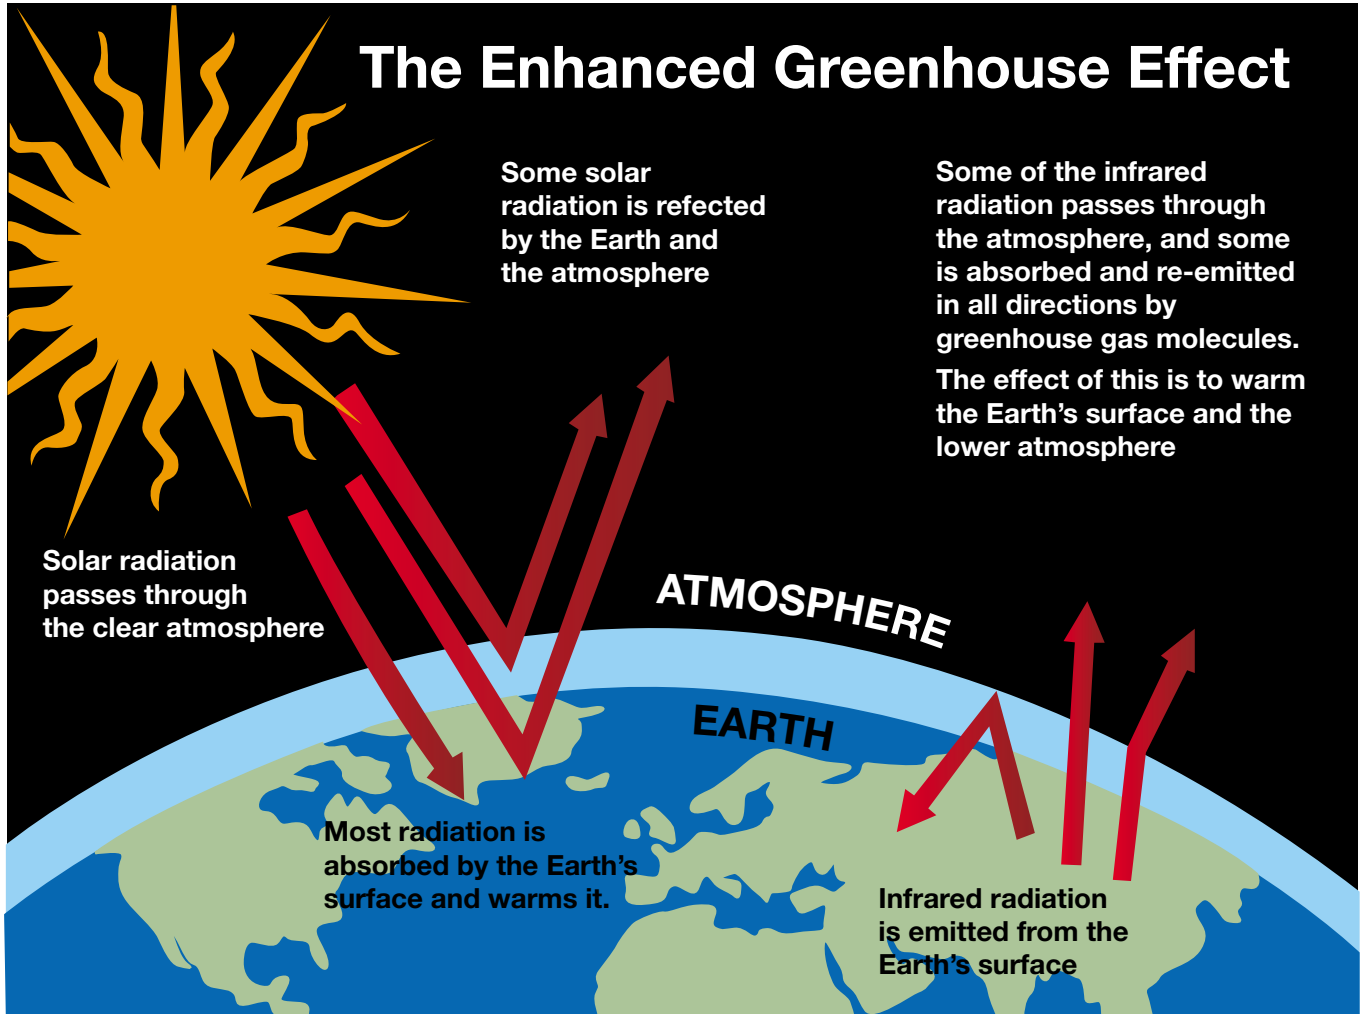 The Enhanced Greenhouse Effect
Some solar
radiation is refected
by the Earth and
the atmosphere
Some of the infrared
radiation passes through
the atmosphere, and some
is absorbed and re-emitted
in all directions by
greenhouse gas molecules.
The effect of this is to warm
the Earth's surface and the
lower atmosphere
Solar radiation
passes through
the clear atmosphere
ATMOSPHERE
EARTH
Most radiation is
absorbed by the Earth's
surface and warms it.
Infrared radiation
is emitted from the
Earth's surface